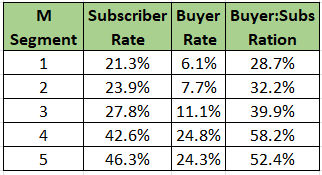 M Segment Subscriber Rate Buyer Rate Buyer:Subs Ration
1 21.3% 6.1% 28.7%
2 23.9% 7.7% 32.2%
3 27.8% 11.1% 39.9%
4 42.6% 24.8% 58.2%
5 46.3% 24.3% 52.4%